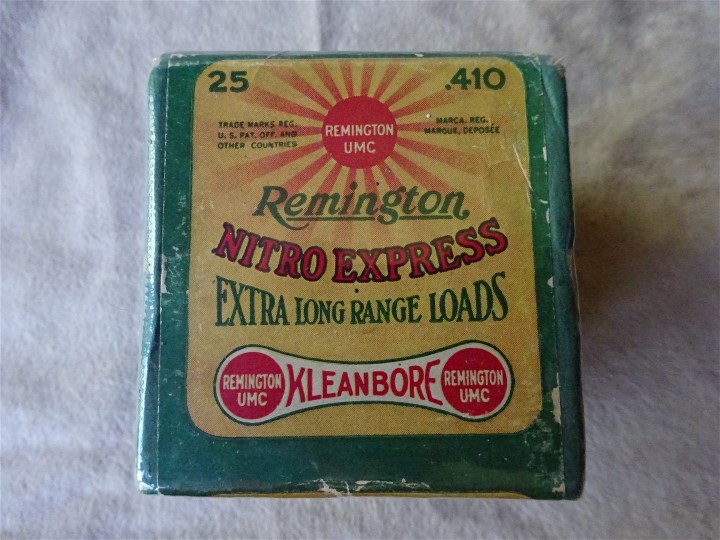 25 .410
TRADE MARKS REG.
U. S. PAT. OFF. AND
OTHER COUNTRIES
REMINGTON
UMC
MARCA. REG.
MARQUE, DEPOSÉE
Remington
NITRO EXPRESS
EXTRA LONG RANGE LOADS
REMINGTON
UMC
KLEANBORE
REMINGTON
UMC